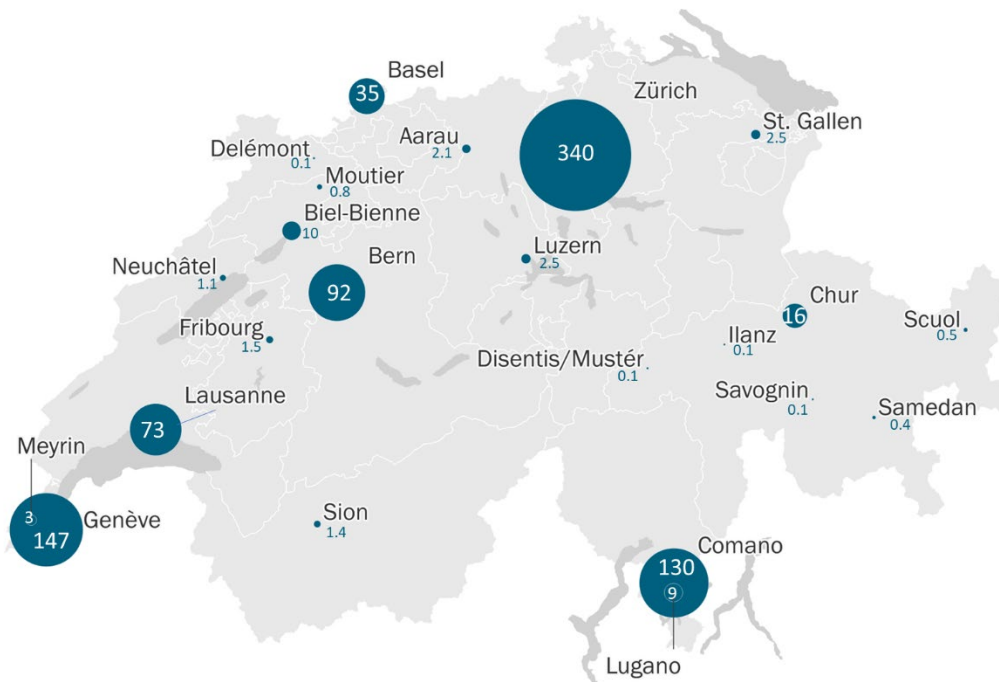 Basel
35
Zürich
340
St. Gallen
2.5
Aarau
2.1
Delémont
0.1
Moutier
0.8
Biel-Bienne
10
Bern
92
Luzern
2.5
Neuchâtel
1.1
Fribourg
1.5
Chur
16
Scuol
0.5
Ilanz
0.1
Disentis/Mustér
0.1
Savognin
0.1
Samedan
0.4
Lausanne
73
Meyrin
3
Genève
147
Sion
1.4
Comano
130
9
Lugano